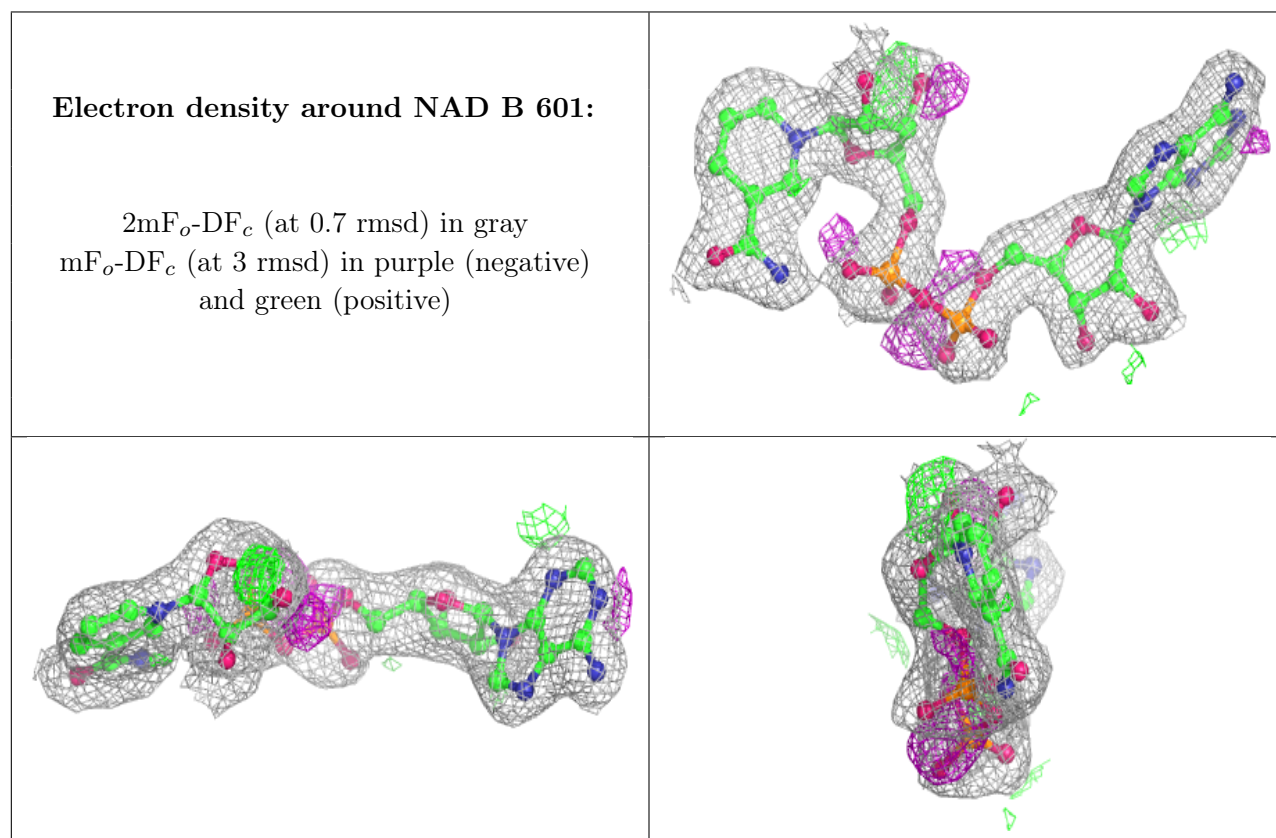 Electron density around NAD B 601:
2mFo-DFc (at 0.7 rmsd) in gray
mFo-DFc (at 3 rmsd) in purple (negative)
and green (positive)